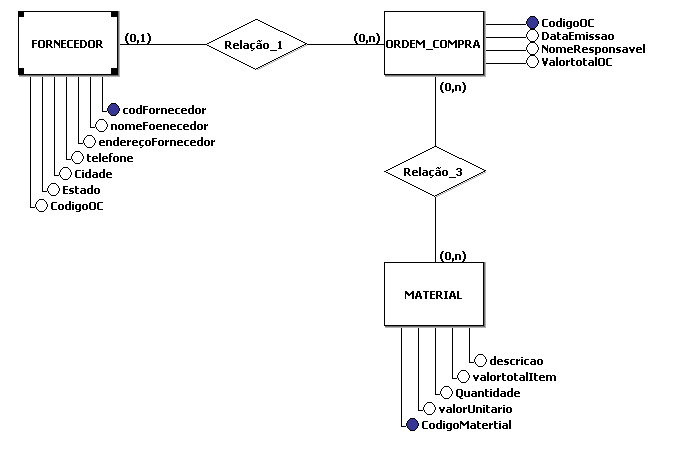 FORNECEDOR
(0,1)
Relação_1
(0,n)
ORDEM_COMPRA
CodigoOC
DataEmissao
NomeResponsavel
ValortotalOC
(0,n)
codFornecedor
nomeFoenecedor
endereçoFornecedor
telefone
Cidade
Estado
CodigoOC
Relação_3
(0,n)
MATERIAL
descricao
valortotalItem
Quantidade
valorUnitario
CodigoMatertial